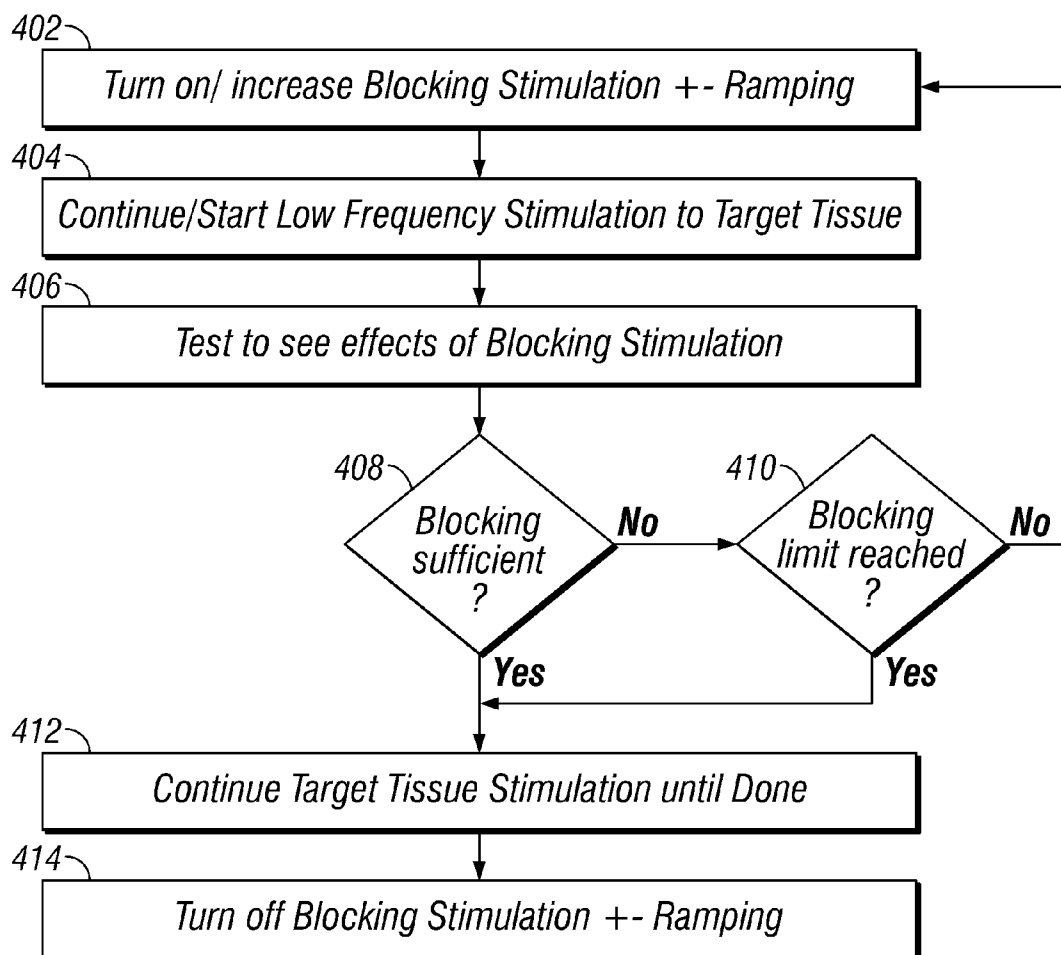 402
Turn on/ increase Blocking Stimulation +- Ramping
404
Continue/Start Low Frequency Stimulation to Target Tissue
406
Test to see effects of Blocking Stimulation
408
Blocking
sufficient
?
No
Yes
410
Blocking
limit reached
?
No
Yes
412
Continue Target Tissue Stimulation until Done
414
Turn off Blocking Stimulation +- Ramping